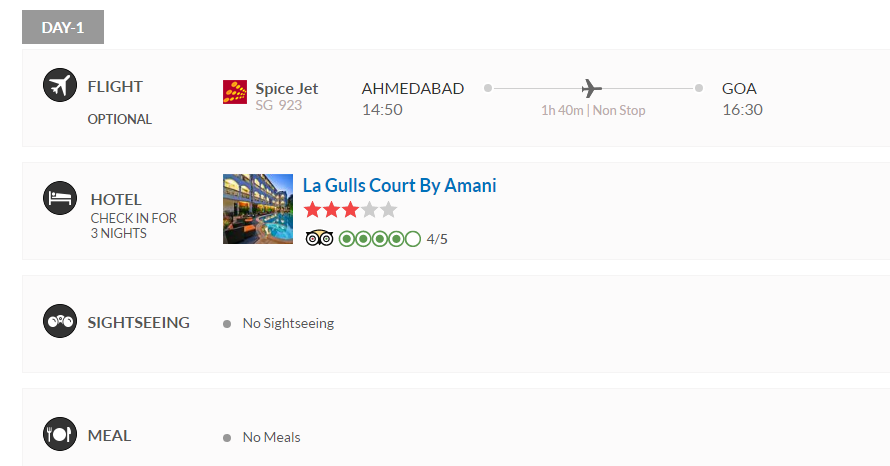 DAY-1
FLIGHT
OPTIONAL
Spice Jet
SG 923
AHMEDABAD
14:50
1h 40m | Non Stop
GOA
16:30
HOTEL
CHECK IN FOR
3 NIGHTS
La Gulls Court By Amani
4/5
SIGHTSEEING
No Sightseeing
MEAL
No Meals